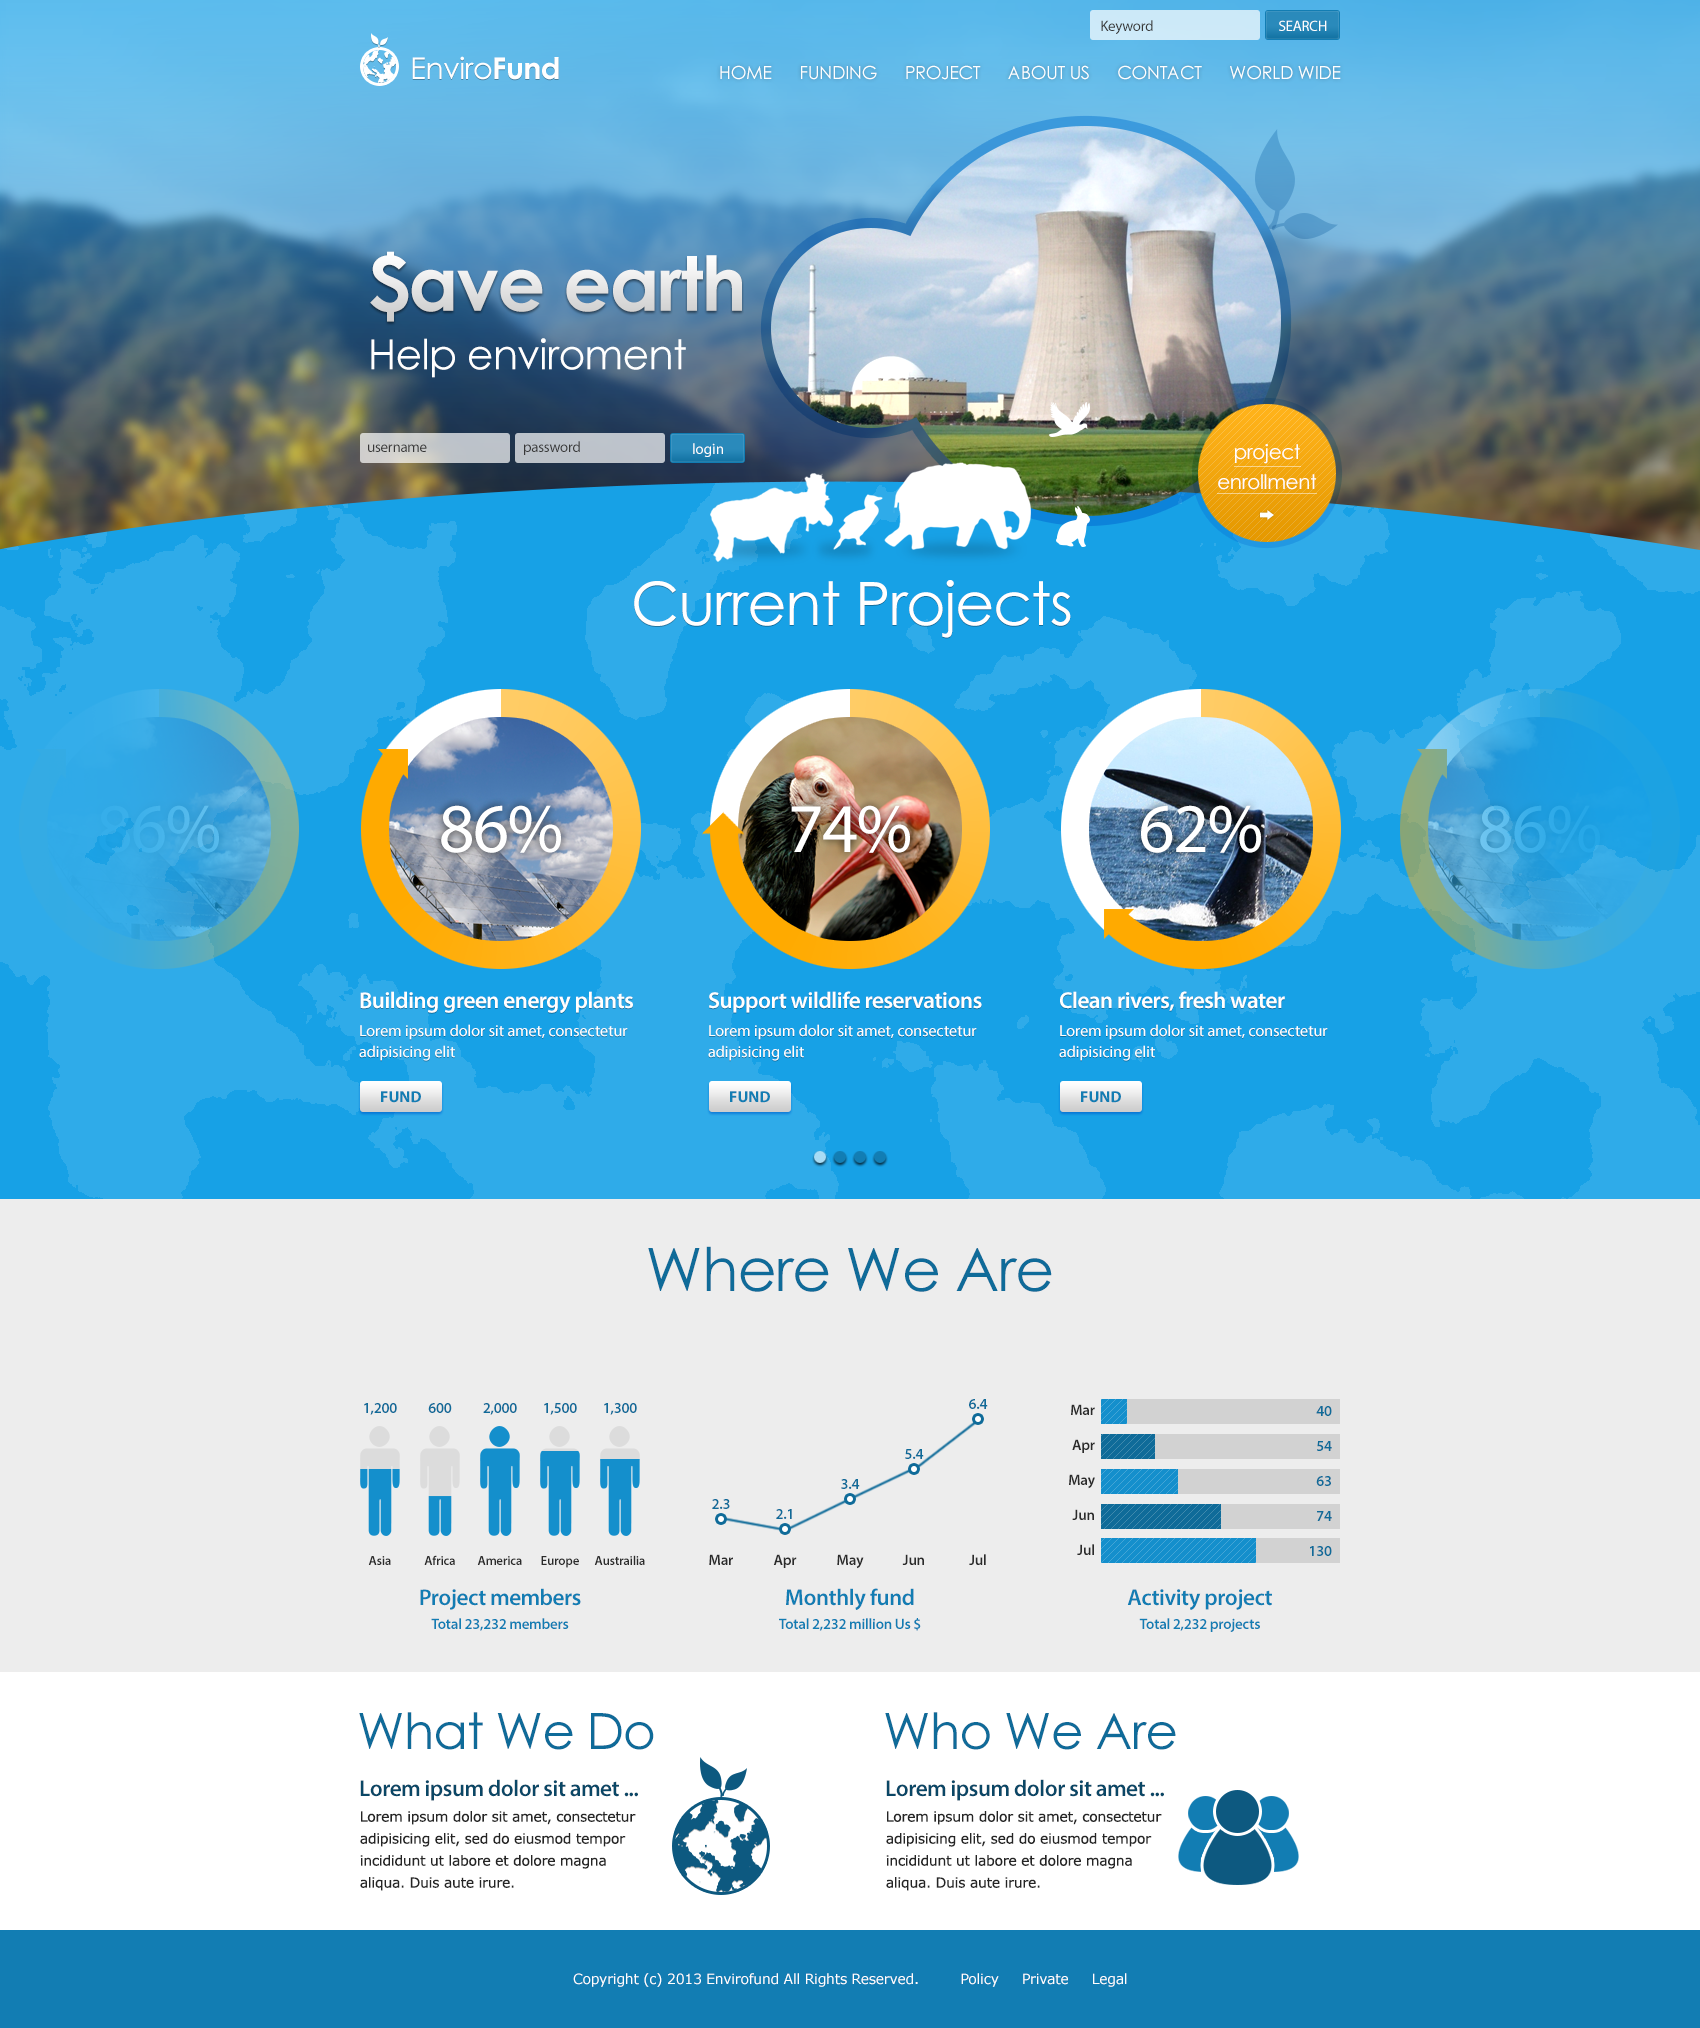 Keyword
SEARCH
EnviroFund
HOME FUNDING PROJECT ABOUT US CONTACT WORLD WIDE
$ave earth
Help enviroment
username
password
login
project
enrollment
Current Projects
86%
86%
74%
62%
86%
Building green energy plants
Lorem ipsum dolor sit amet, consectetur
adipisicing elit
FUND
Support wildlife reservations
Lorem ipsum dolor sit amet, consectetur
adipisicing elit
FUND
Clean rivers, fresh water
Lorem ipsum dolor sit amet, consectetur
adipisicing elit
FUND
Where We Are
1,200 600 2,000 1,500 1,300
Asia Africa America Europe Austrailia
Project members
Total 23,232 members
2.3 2.1 3.4 5.4 6.4
Mar Apr May Jun Jul
Monthly fund
Total 2,232 million Us $
Mar 40
Apr 54
May 63
Jun 74
Jul 130
Activity project
Total 2,232 projects
What We Do
Lorem ipsum dolor sit amet ...
Lorem ipsum dolor sit amet, consectetur
adipisicing elit, sed do eiusmod tempor
incididunt ut labore et dolore magna
aliqua. Duis aute irure.
Who We Are
Lorem ipsum dolor sit amet ...
Lorem ipsum dolor sit amet, consectetur
adipisicing elit, sed do eiusmod tempor
incididunt ut labore et dolore magna
aliqua. Duis aute irure.
Copyright (c) 2013 Envirofund All Rights Reserved. Policy Private Legal